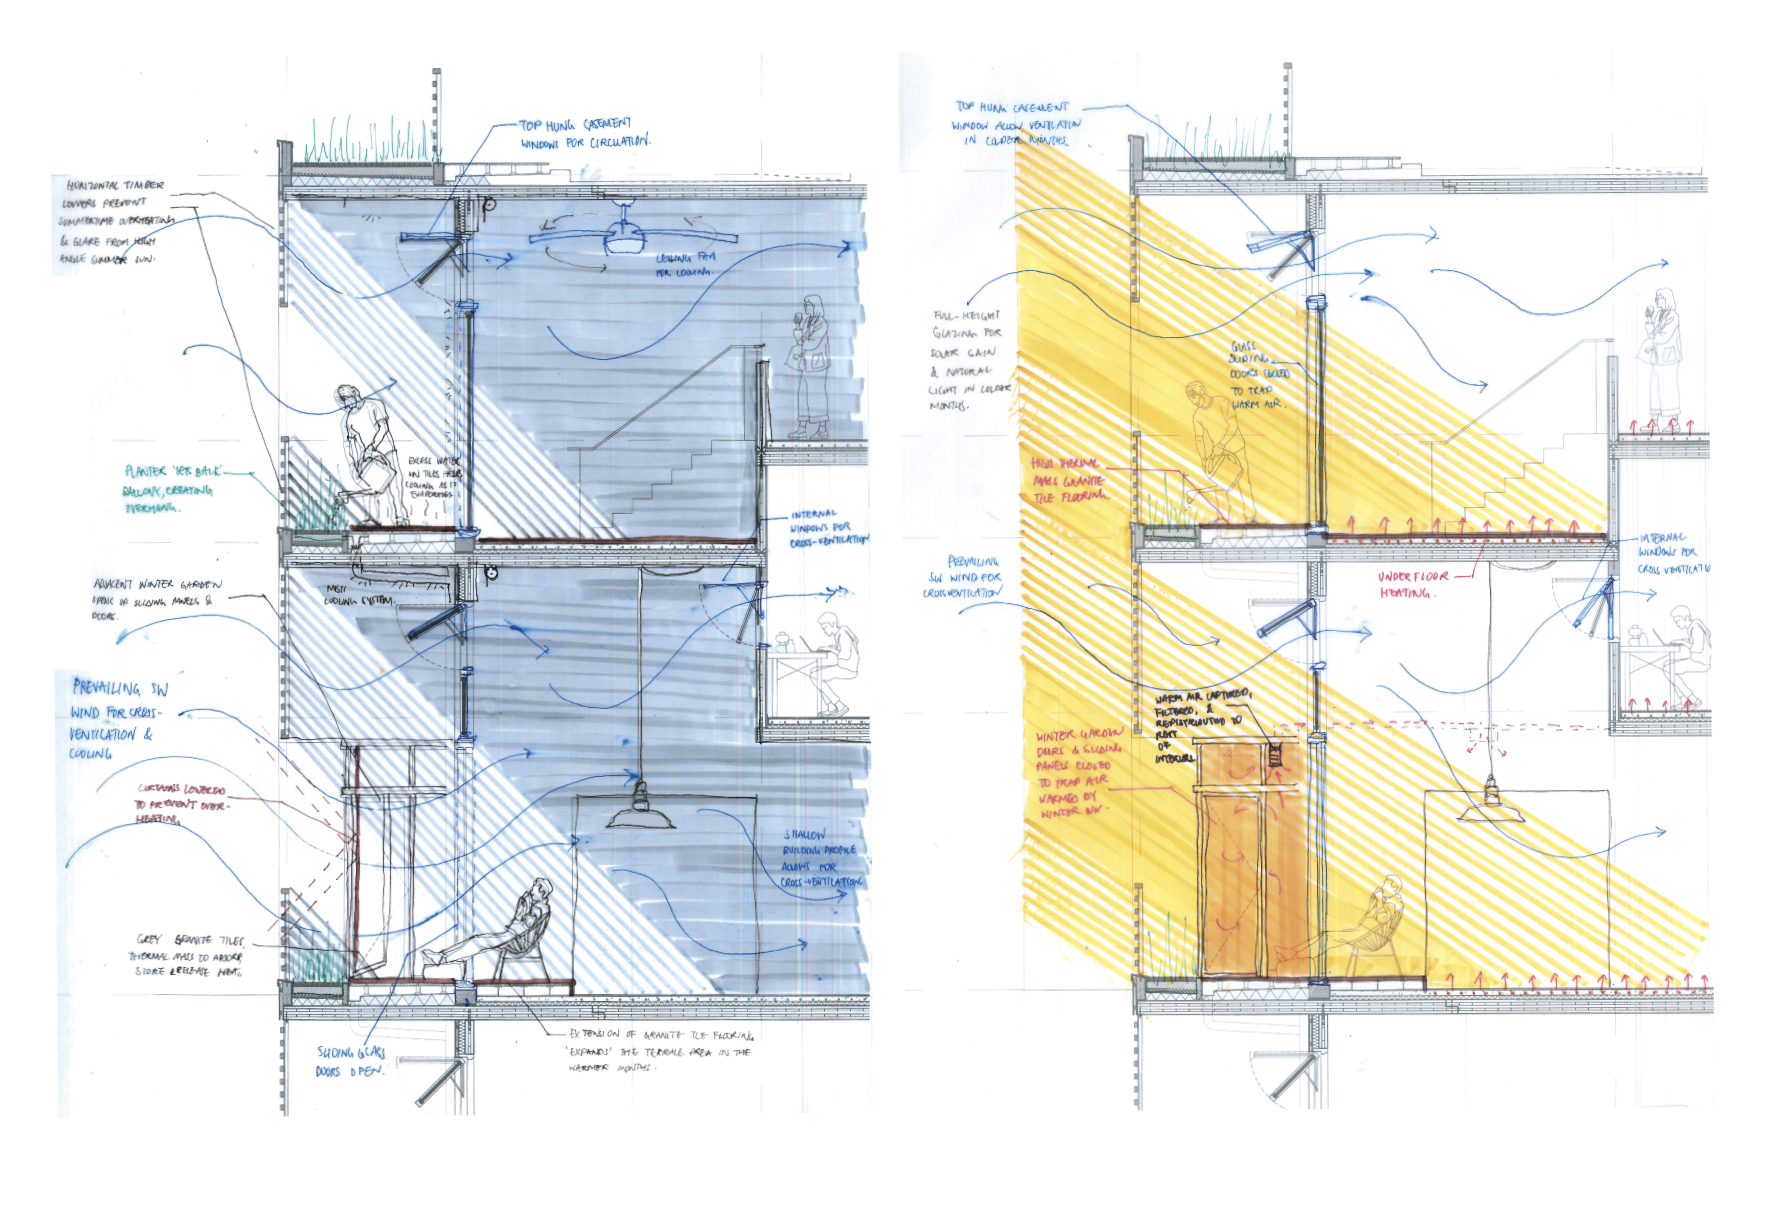 TOP HUNG CASEMENT
WINDOWS FOR CIRCULATION.
HORIZONTAL TIMBER
LOUVERS PREVENT
SUMMERTIME OVERHEATING
& GLARE FROM HIGH
ANGLE SUMMER SUN.
CEILING FAN
FOR COOLING.
PLANTER 'SETS BACK'
BALCONY, CREATING
OVERHANG.
EXCESS WATER
ON TILES HELPS
COOLING AS IT
EVAPORATES
INTERNAL
WINDOWS FOR
CROSS-VENTILATION
ADJACENT WINTER GARDEN
OPENS UP SLIDING PANELS &
DOORS.
MIST
COOLING SYSTEM.
PREVAILING SW
WIND FOR CROSS-
VENTILATION &
COOLING
CURTAINS LOWERED
TO PREVENT OVER-
HEATING
SHALLOW
BUILDING PROFILE
ALLOWS FOR
CROSS-VENTILATION.
GREY GRANITE TILES,
THERMAL MASS TO ABSORB,
STORE & RELEASE HEAT.
SLIDING GLASS
DOORS OPEN.
EXTENSION OF GRANITE TILE FLOORING
'EXPANDS' THE TERRACE AREA IN THE
WARMER MONTHS.
TOP HUNG CASEMENT
WINDOW ALLOW VENTILATION
IN COLDER MONTHS
FULL-HEIGHT
GLAZING FOR
SOLAR GAIN
& NATURAL
LIGHT IN COLDER
MONTHS.
GLASS
SLIDING
DOORS CLOSED
TO TRAP
WARM AIR.
HIGH THERMAL
MASS GRANITE
TILE FLOORING.
PREVAILING
SW WIND FOR
CROSSVENTILATION
UNDERFLOOR
HEATING.
INTERNAL
WINDOWS FOR
CROSS VENTILATIO
WARM AIR CAPTURED,
FILTERED, &
REDISTRIBUTED TO
REST
OF
INTERIORS.
WINTER GARDEN
DOORS & SLIDING
PANELS CLOSED
TO TRAP AIR
WARMED BY
WINTER SUN.